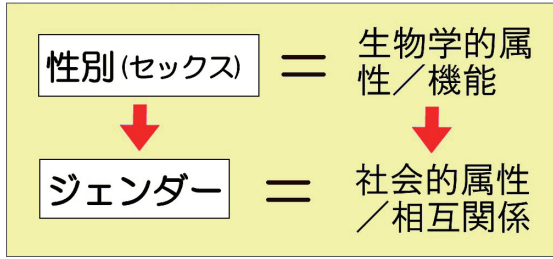 性別(セックス) = 生物学的属
性／機能
ジェンダー = 社会的属性
／相互関係